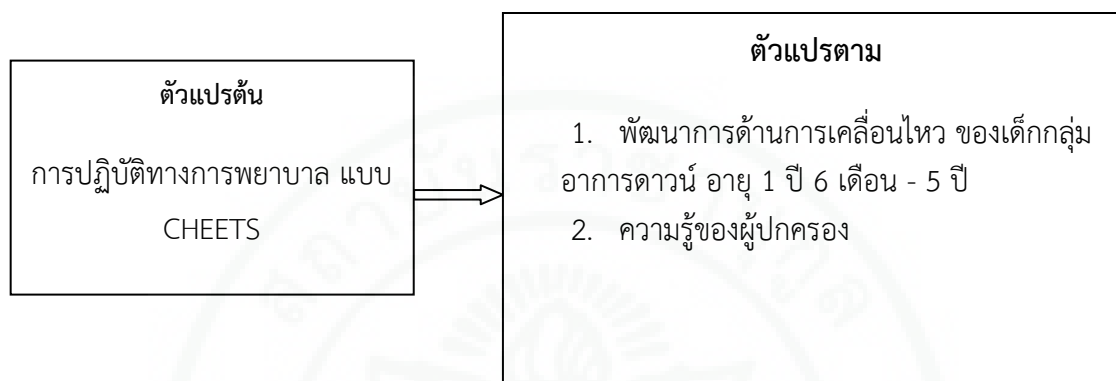 ตัวแปรต้น
การปฏิบัติทางการพยาบาล แบบ
CHEETS
ตัวแปรตาม
1. พัฒนาการด้านการเคลื่อนไหว ของเด็กกลุ่ม
อาการดาวน์ อายุ 1 ปี 6 เดือน - 5 ปี
2. ความรู้ของผู้ปกครอง